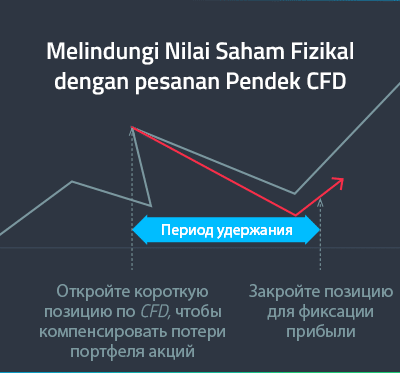 Melindungi Nilai Saham Fizikal
dengan pesanan Pendek CFD
Период удержания
Откройте короткую
позицию по CFD, чтобы
компенсировать потери
портфеля акций
Закройте позицию
для фиксации
прибыли